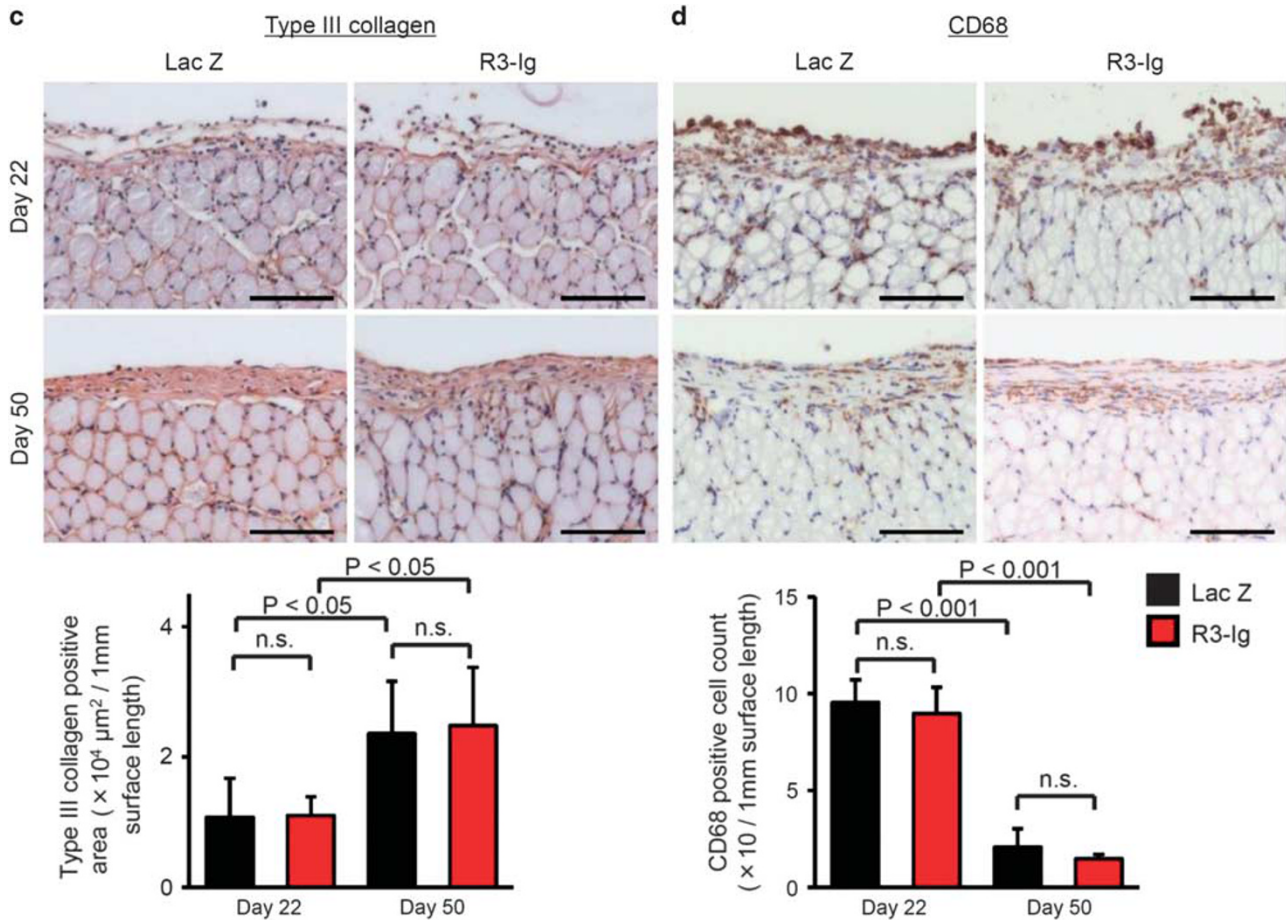 c
Type III collagen
Lac Z
R3-Ig
Day 22
Day 50
P < 0.05
P < 0.05
n.s.
n.s.
4
2
0
Type III collagen positive
area ( × 10⁴ µm² / 1mm
surface length)
Day 22
Day 50
d
CD68
Lac Z
R3-Ig
P < 0.001
P < 0.001
n.s.
n.s.
15
10
5
0
CD68 positive cell count
( × 10 / 1mm surface length)
Day 22
Day 50
Lac Z
R3-Ig